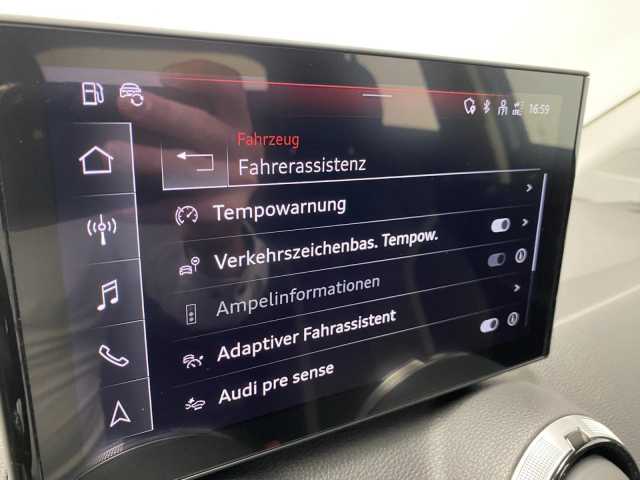 16:59
Fahrzeug
Fahrerassistenz
Tempowarnung
Verkehrszeichenbas. Tempow.
Ampelinformationen
Adaptiver Fahrassistent
Audi pre sense